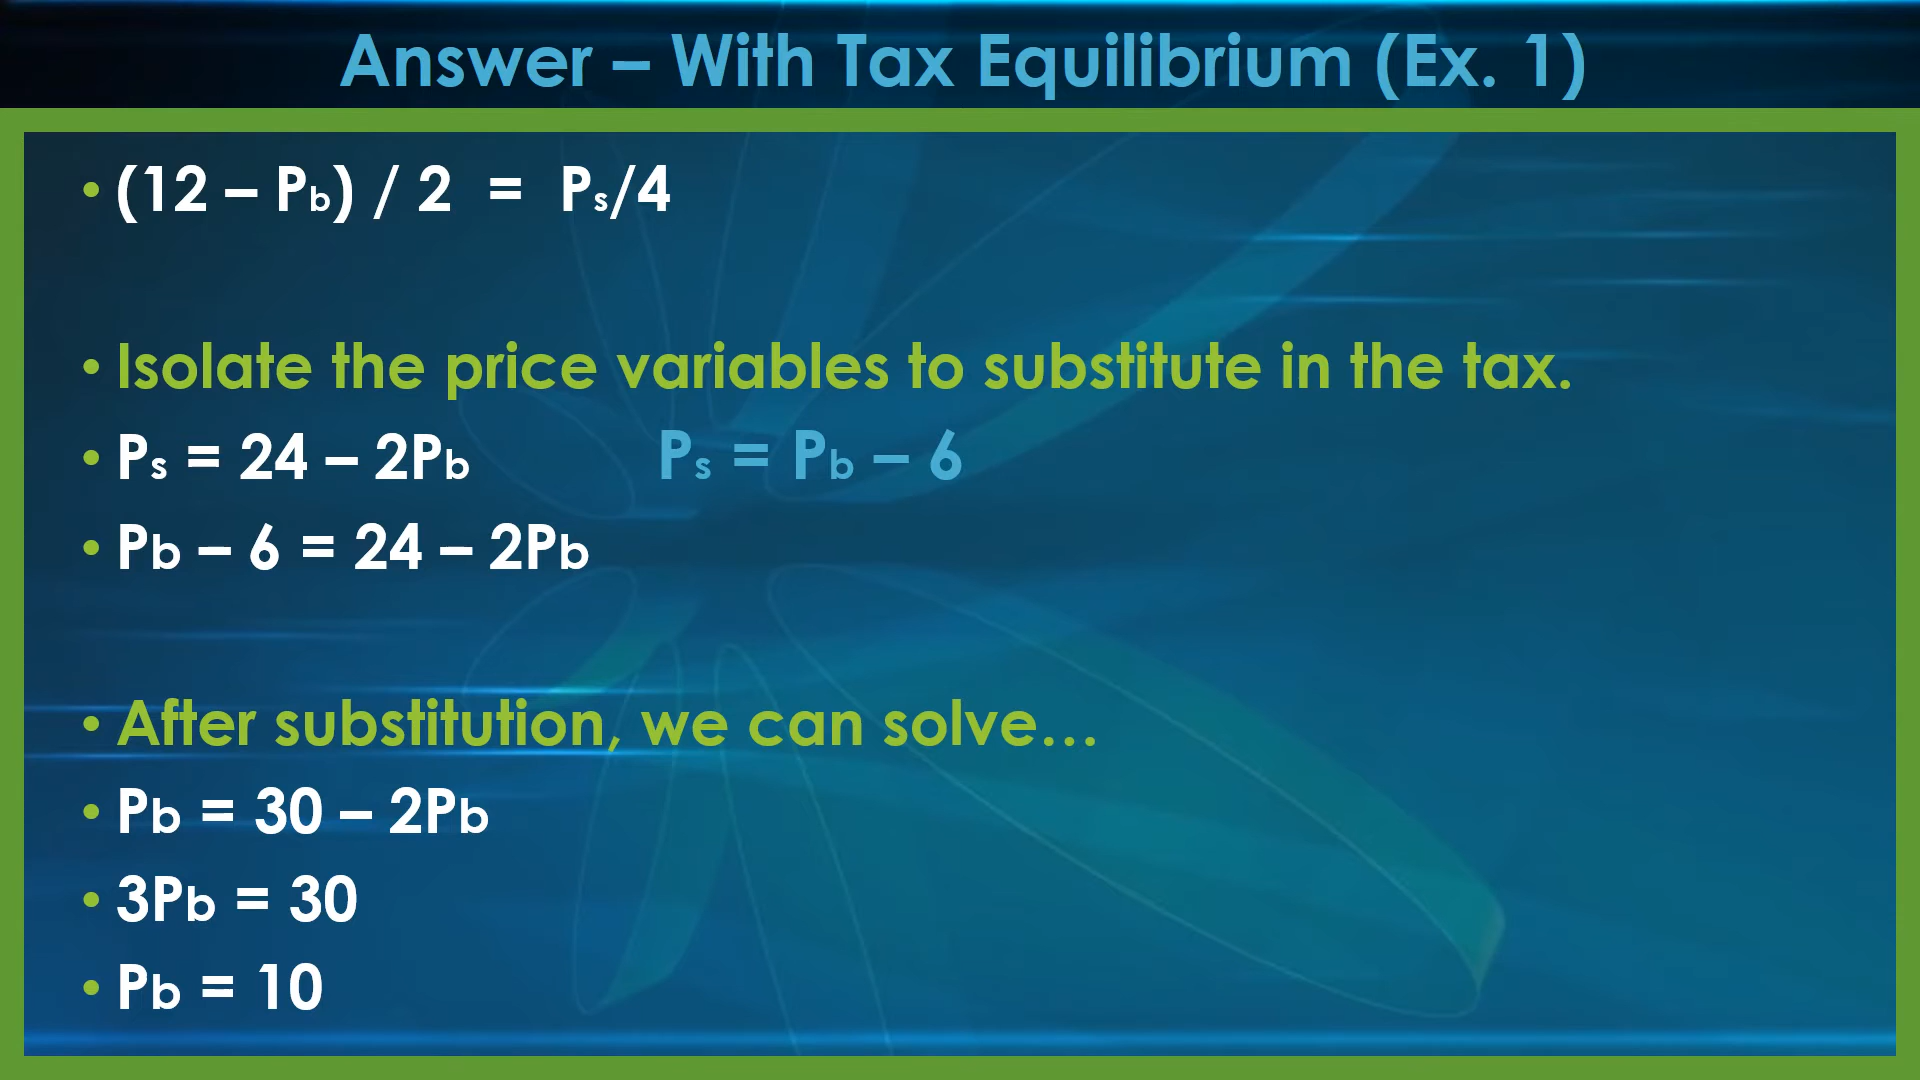 Answer – With Tax Equilibrium (Ex. 1)
• (12 – Pb) / 2 = Ps/4
• Isolate the price variables to substitute in the tax.
• Ps = 24 – 2Pb Ps = Pb – 6
• Pb – 6 = 24 – 2Pb
• After substitution, we can solve…
• Pb = 30 – 2Pb
• 3Pb = 30
• Pb = 10